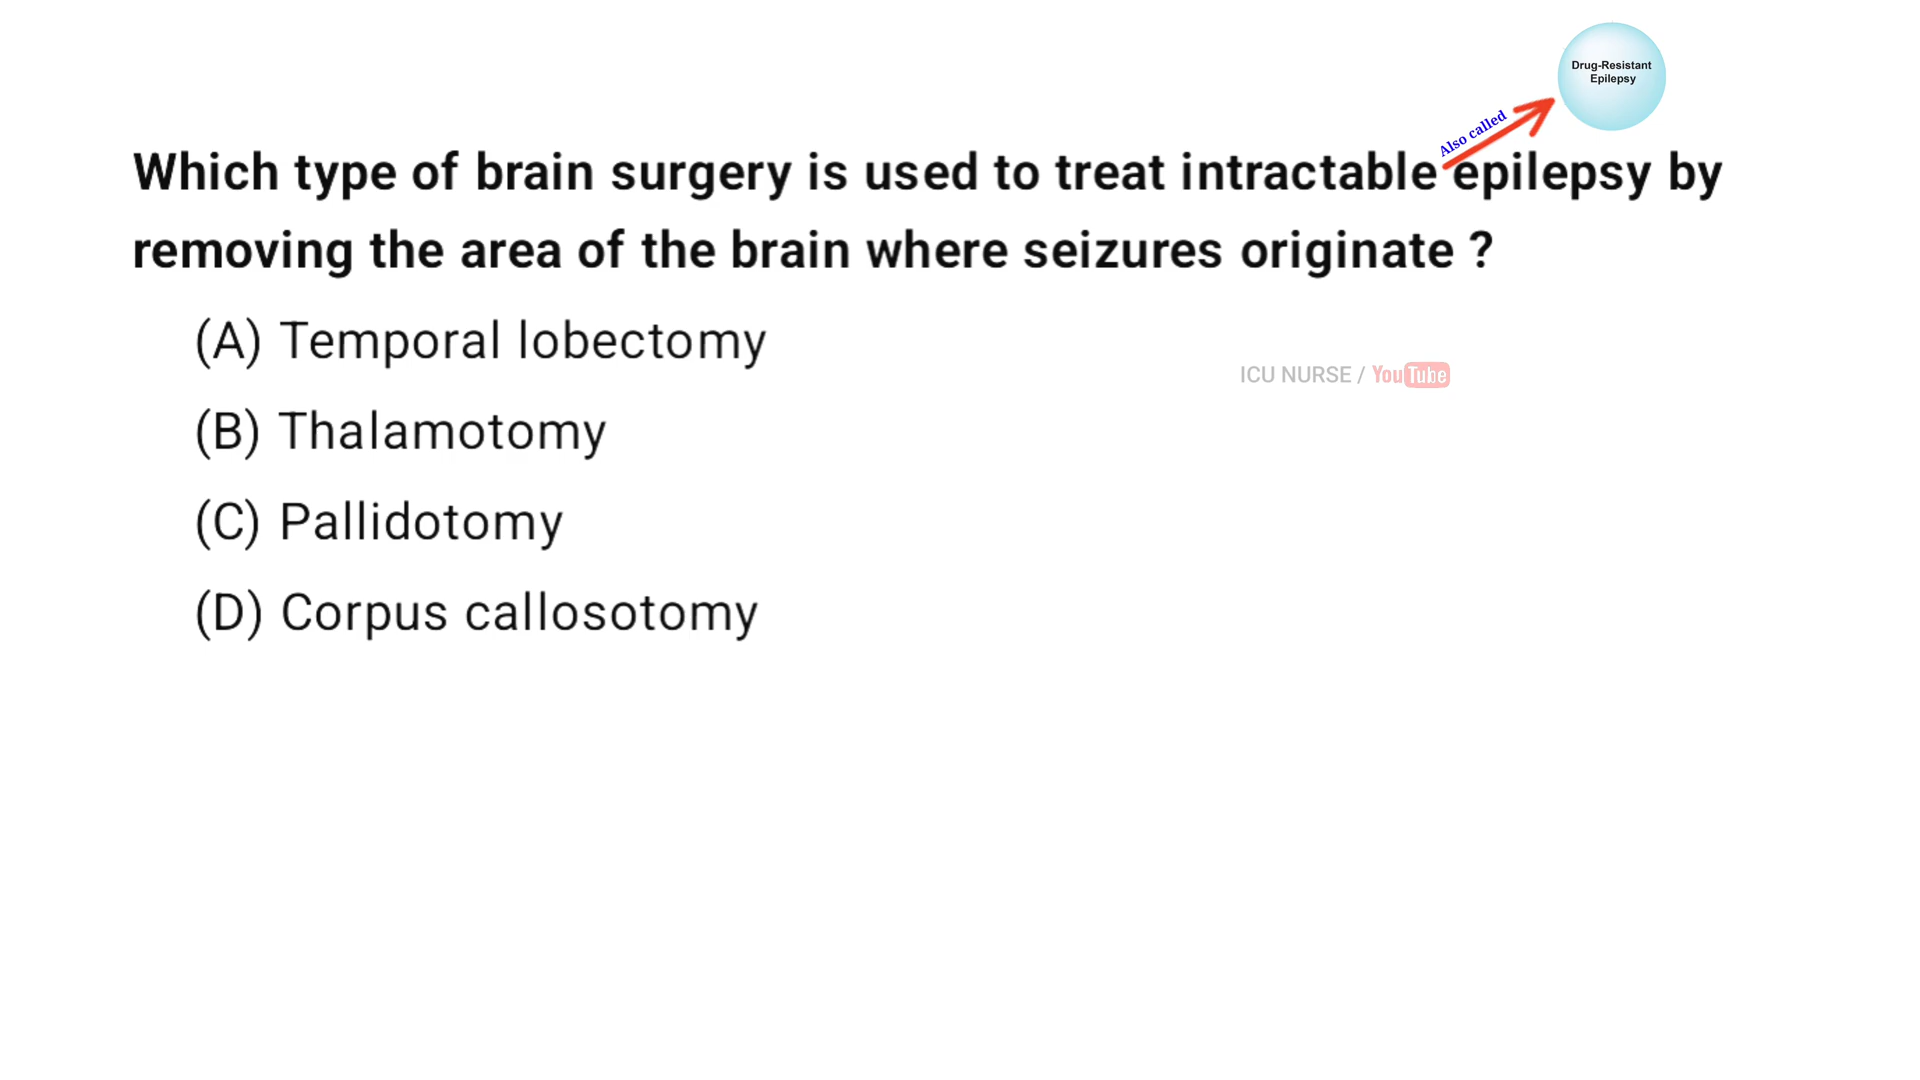 Drug-Resistant
Epilepsy
Also called
Which type of brain surgery is used to treat intractable epilepsy by
removing the area of the brain where seizures originate ?
(A) Temporal lobectomy
ICU NURSE / YouTube
(B) Thalamotomy
(C) Pallidotomy
(D) Corpus callosotomy